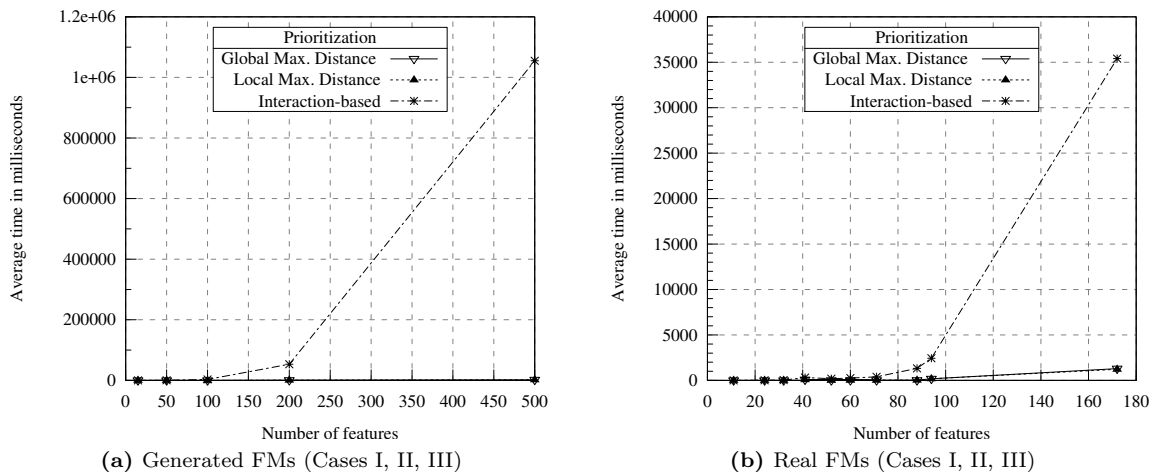 1.2e+06
1e+06
800000
600000
400000
200000
0
Average time in milliseconds
Prioritization
Global Max. Distance
Local Max. Distance
Interaction-based
0 50 100 150 200 250 300 350 400 450 500
Number of features
(a) Generated FMs (Cases I, II, III)
40000
35000
30000
25000
20000
15000
10000
5000
0
Average time in milliseconds
Prioritization
Global Max. Distance
Local Max. Distance
Interaction-based
0 20 40 60 80 100 120 140 160 180
Number of features
(b) Real FMs (Cases I, II, III)